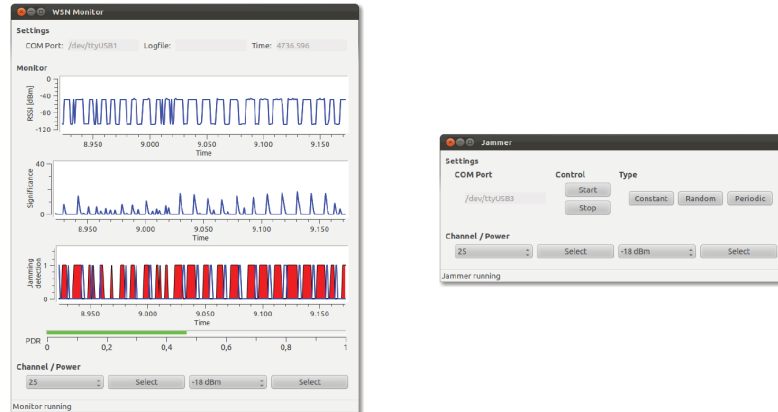 WSN Monitor
Settings
COM Port: /dev/ttyUSB1 Logfile: Time: 4736.596
Monitor
RSSI [dBm]
0
-40
-80
-120
8.950 9.000 9.050 9.100 9.150
Time
Significance
40
0
8.950 9.000 9.050 9.100 9.150
Time
Jamming
detection
1
0
8.950 9.000 9.050 9.100 9.150
Time
PDR
0 0,2 0,4 0,6 0,8 1
Channel / Power
25 Select -18 dBm Select
Monitor running
Jammer
Settings
COM Port Control Type
/dev/ttyUSB3
Start
Stop
Constant Random Periodic
Channel / Power
25 Select -18 dBm Select
Jammer running